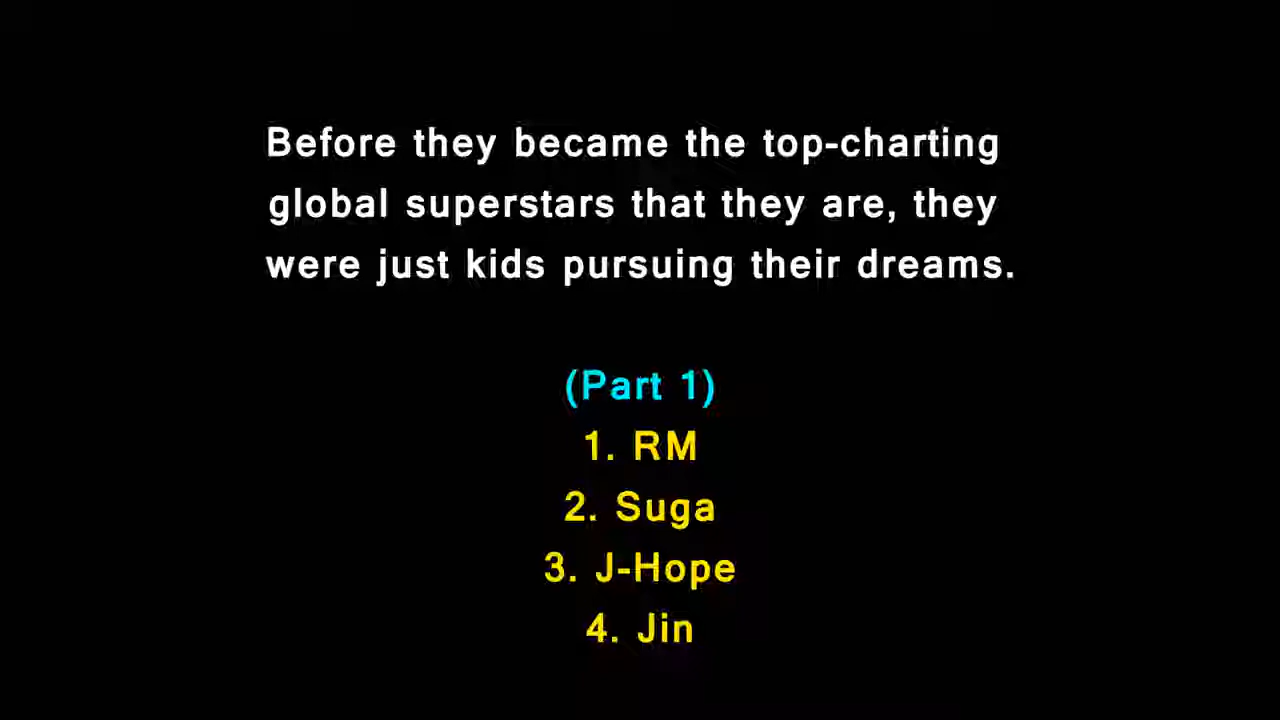 Before they became the top-charting
global superstars that they are, they
were just kids pursuing their dreams.
(Part 1)
1. RM
2. Suga
3. J-Hope
4. Jin